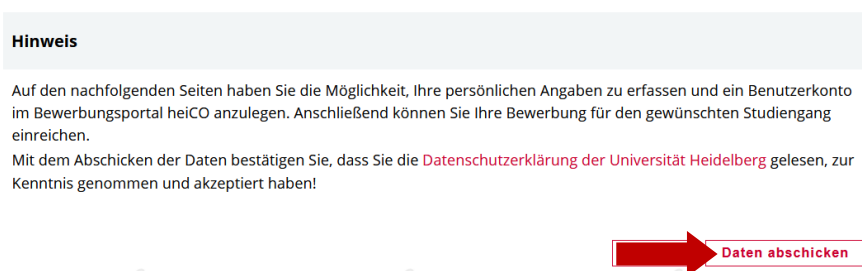 Hinweis
Auf den nachfolgenden Seiten haben Sie die Möglichkeit, Ihre persönlichen Angaben zu erfassen und ein Benutzerkonto
im Bewerbungsportal heiCO anzulegen. Anschließend können Sie Ihre Bewerbung für den gewünschten Studiengang
einreichen.
Mit dem Abschicken der Daten bestätigen Sie, dass Sie die Datenschutzerklärung der Universität Heidelberg gelesen, zur
Kenntnis genommen und akzeptiert haben!
Daten abschicken